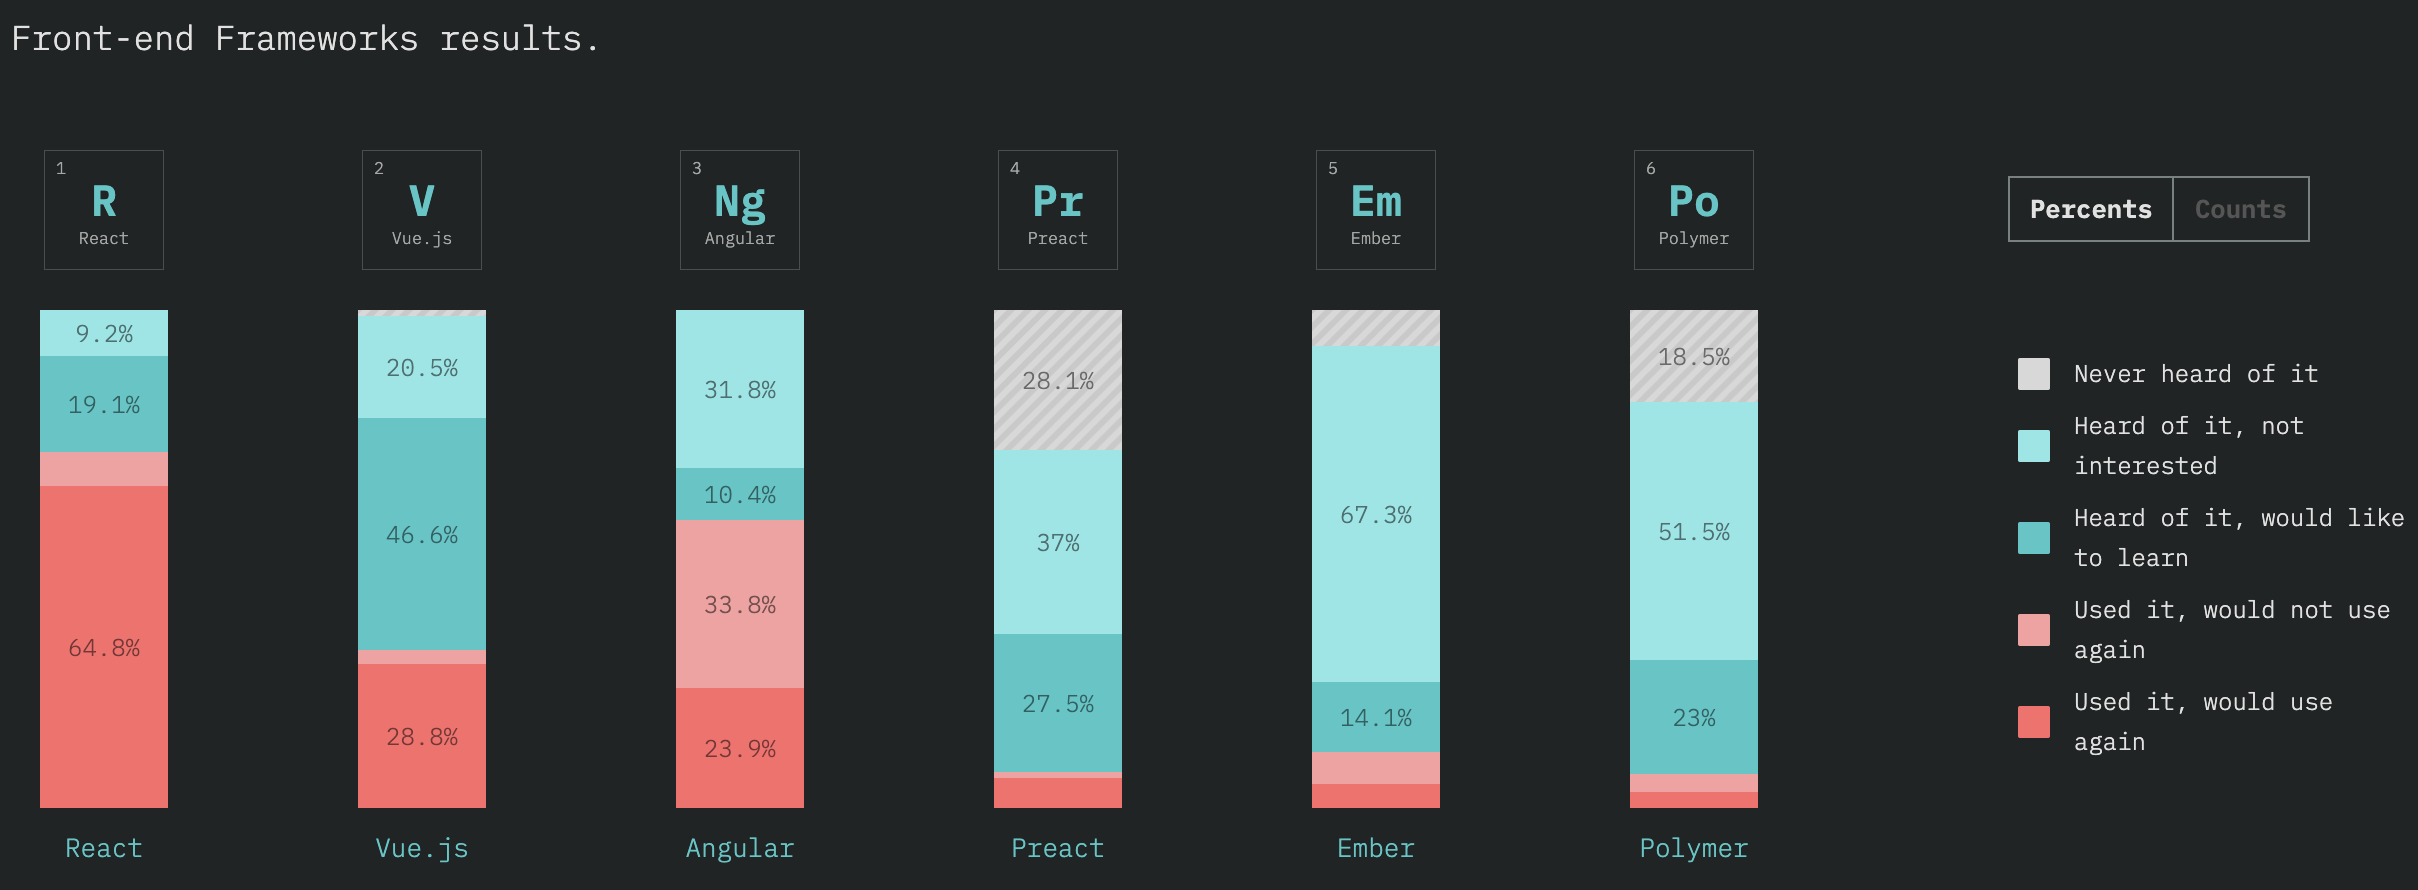 Front-end Frameworks results.
1
R
React
2
V
Vue.js
3
Ng
Angular
4
Pr
Preact
5
Em
Ember
6
Po
Polymer
Percents
Counts
9.2%
19.1%
64.8%
React
20.5%
46.6%
28.8%
Vue.js
31.8%
10.4%
33.8%
23.9%
Angular
28.1%
37%
27.5%
Preact
67.3%
14.1%
Ember
18.5%
51.5%
23%
Polymer
Never heard of it
Heard of it, not
interested
Heard of it, would like
to learn
Used it, would not use
again
Used it, would use
again